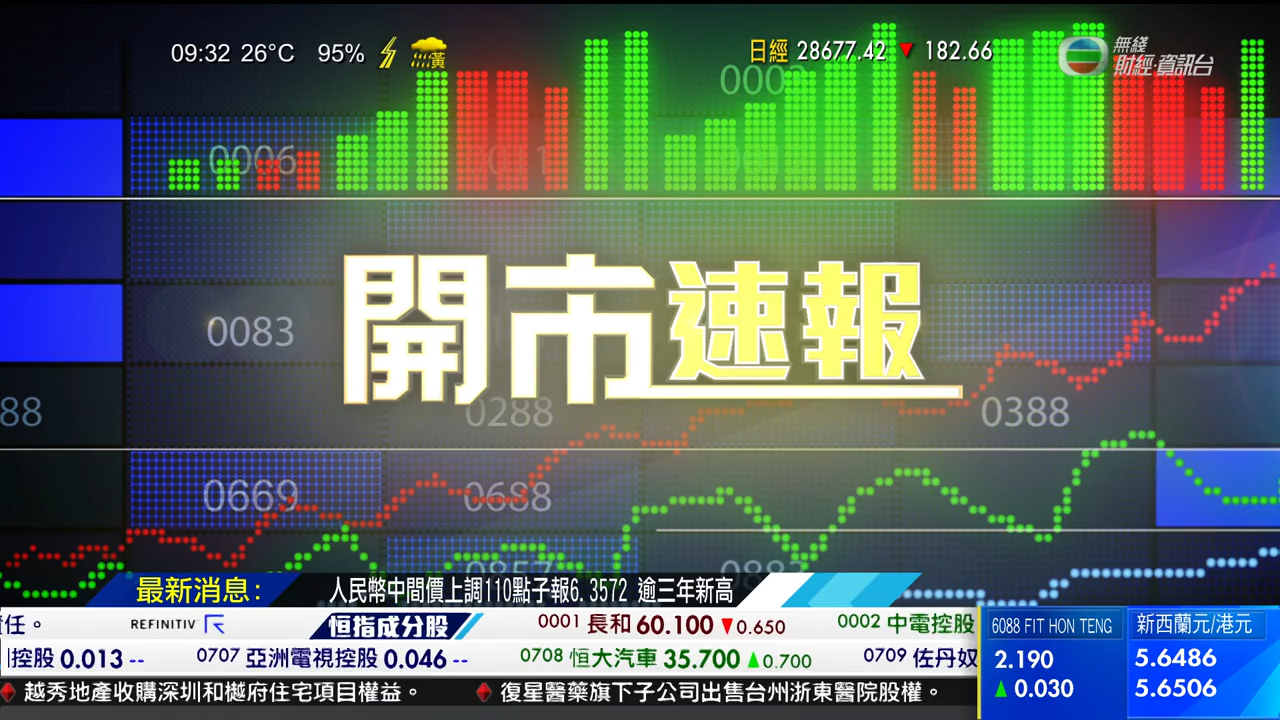 09:32 26°C 95% 黃
日經 28677.42 ▼ 182.66
無綫
財經·資訊台
0002
0006
開市速報
0083
88
0288
0388
0669
0688
0857
0883
最新消息: 人民幣中間價上調110點子報6.3572 逾三年新高
責任。 REFINITIV 恒指成分股 0001 長和 60.100 ▼0.650 0002 中電控股
控股 0.013 -- 0707 亞洲電視控股 0.046 -- 0708 恒大汽車 35.700 ▲0.700 0709 佐丹奴
越秀地產收購深圳和樾府住宅項目權益。 復星醫藥旗下子公司出售台州浙東醫院股權。
6088 FIT HON TENG
2.190
▲ 0.030
新西蘭元/港元
5.6486
5.6506